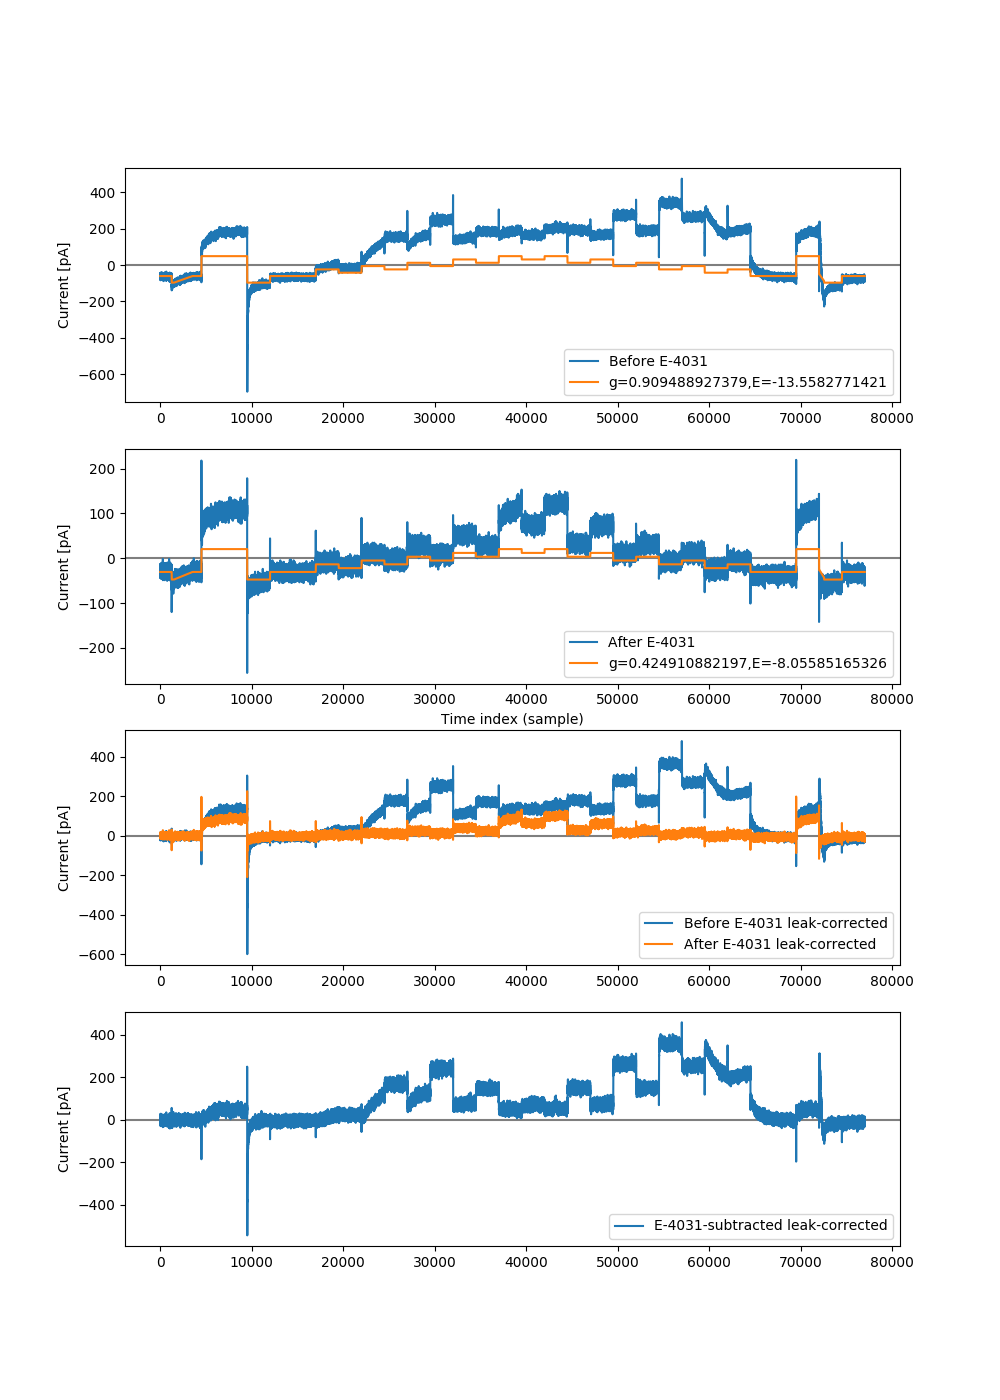 400
200
0
−200
−400
−600
Current [pA]
Before E-4031
g=0.909488927379,E=-13.5582771421
0 10000 20000 30000 40000 50000 60000 70000 80000
200
100
0
−100
−200
Current [pA]
After E-4031
g=0.424910882197,E=-8.05585165326
0 10000 20000 30000 40000 50000 60000 70000 80000
Time index (sample)
400
200
0
−200
−400
−600
Current [pA]
Before E-4031 leak-corrected
After E-4031 leak-corrected
0 10000 20000 30000 40000 50000 60000 70000 80000
400
200
0
−200
−400
Current [pA]
E-4031-subtracted leak-corrected
0 10000 20000 30000 40000 50000 60000 70000 80000